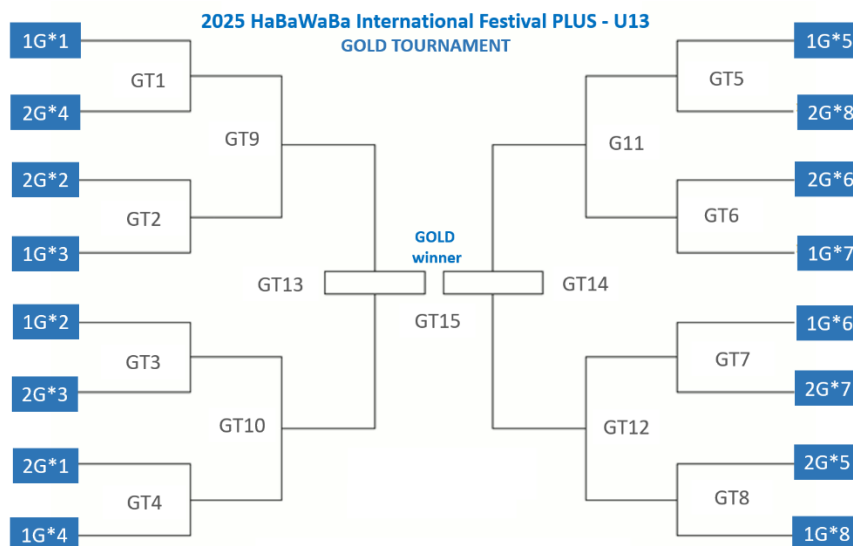 2025 HaBaWaBa International Festival PLUS - U13
GOLD TOURNAMENT
1G*1
GT1
2G*4
GT9
2G*2
GT2
1G*3
GT13
1G*2
GT3
2G*3
GT10
2G*1
GT4
1G*4
GOLD
winner
GT15
1G*5
GT5
2G*8
G11
2G*6
GT6
1G*7
GT14
1G*6
GT7
2G*7
GT12
2G*5
GT8
1G*8